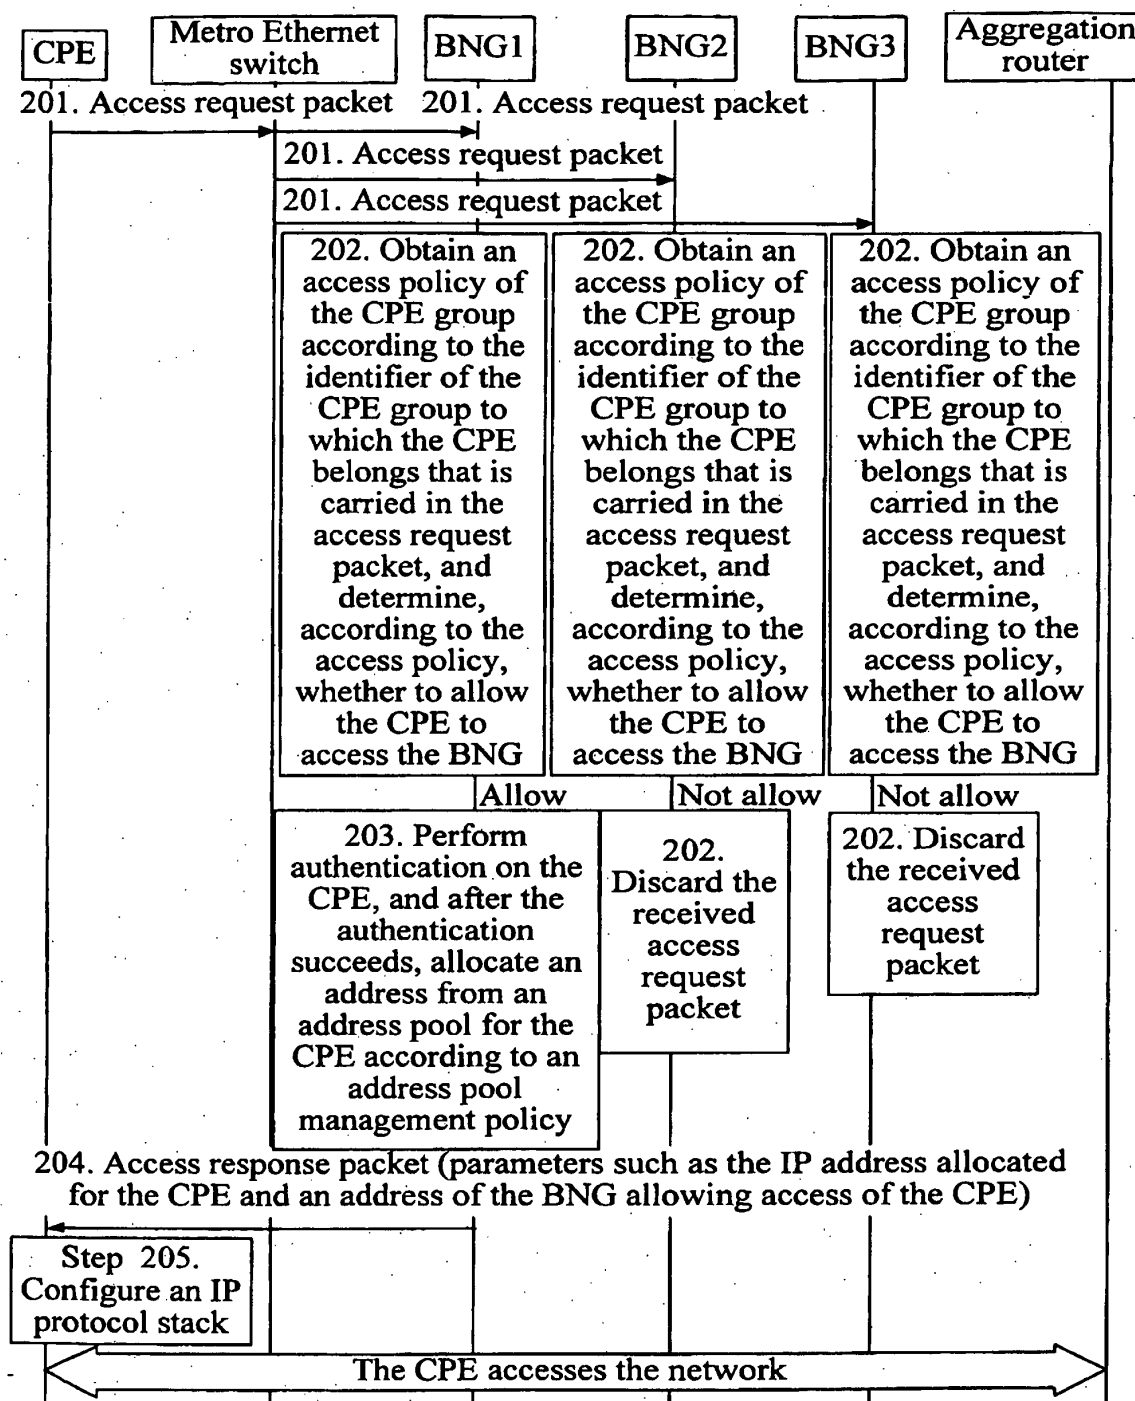 CPE
Metro Ethernet
switch
BNG1
BNG2
BNG3
Aggregation
router
201. Access request packet
201. Access request packet
201. Access request packet
201. Access request packet
202. Obtain an
access policy of
the CPE group
according to the
identifier of the
CPE group to
which the CPE
belongs that is
carried in the
access request
packet, and
determine,
according to the
access policy,
whether to allow
the CPE to
access the BNG
202. Obtain an
access policy of
the CPE group
according to the
identifier of the
CPE group to
which the CPE
belongs that is
carried in the
access request
packet, and
determine,
according to the
access policy,
whether to allow
the CPE to
access the BNG
202. Obtain an
access policy of
the CPE group
according to the
identifier of the
CPE group to
which the CPE
belongs that is
carried in the
access request
packet, and
determine,
according to the
access policy,
whether to allow
the CPE to
access the BNG
Allow
Not allow
Not allow
203. Perform
authentication on the
CPE, and after the
authentication
succeeds, allocate an
address from an
address pool for the
CPE according to an
address pool
management policy
202.
Discard the
received
access
request
packet
202. Discard
the received
access
request
packet
204. Access response packet (parameters such as the IP address allocated
for the CPE and an address of the BNG allowing access of the CPE)
Step 205.
Configure an IP
protocol stack
The CPE accesses the network